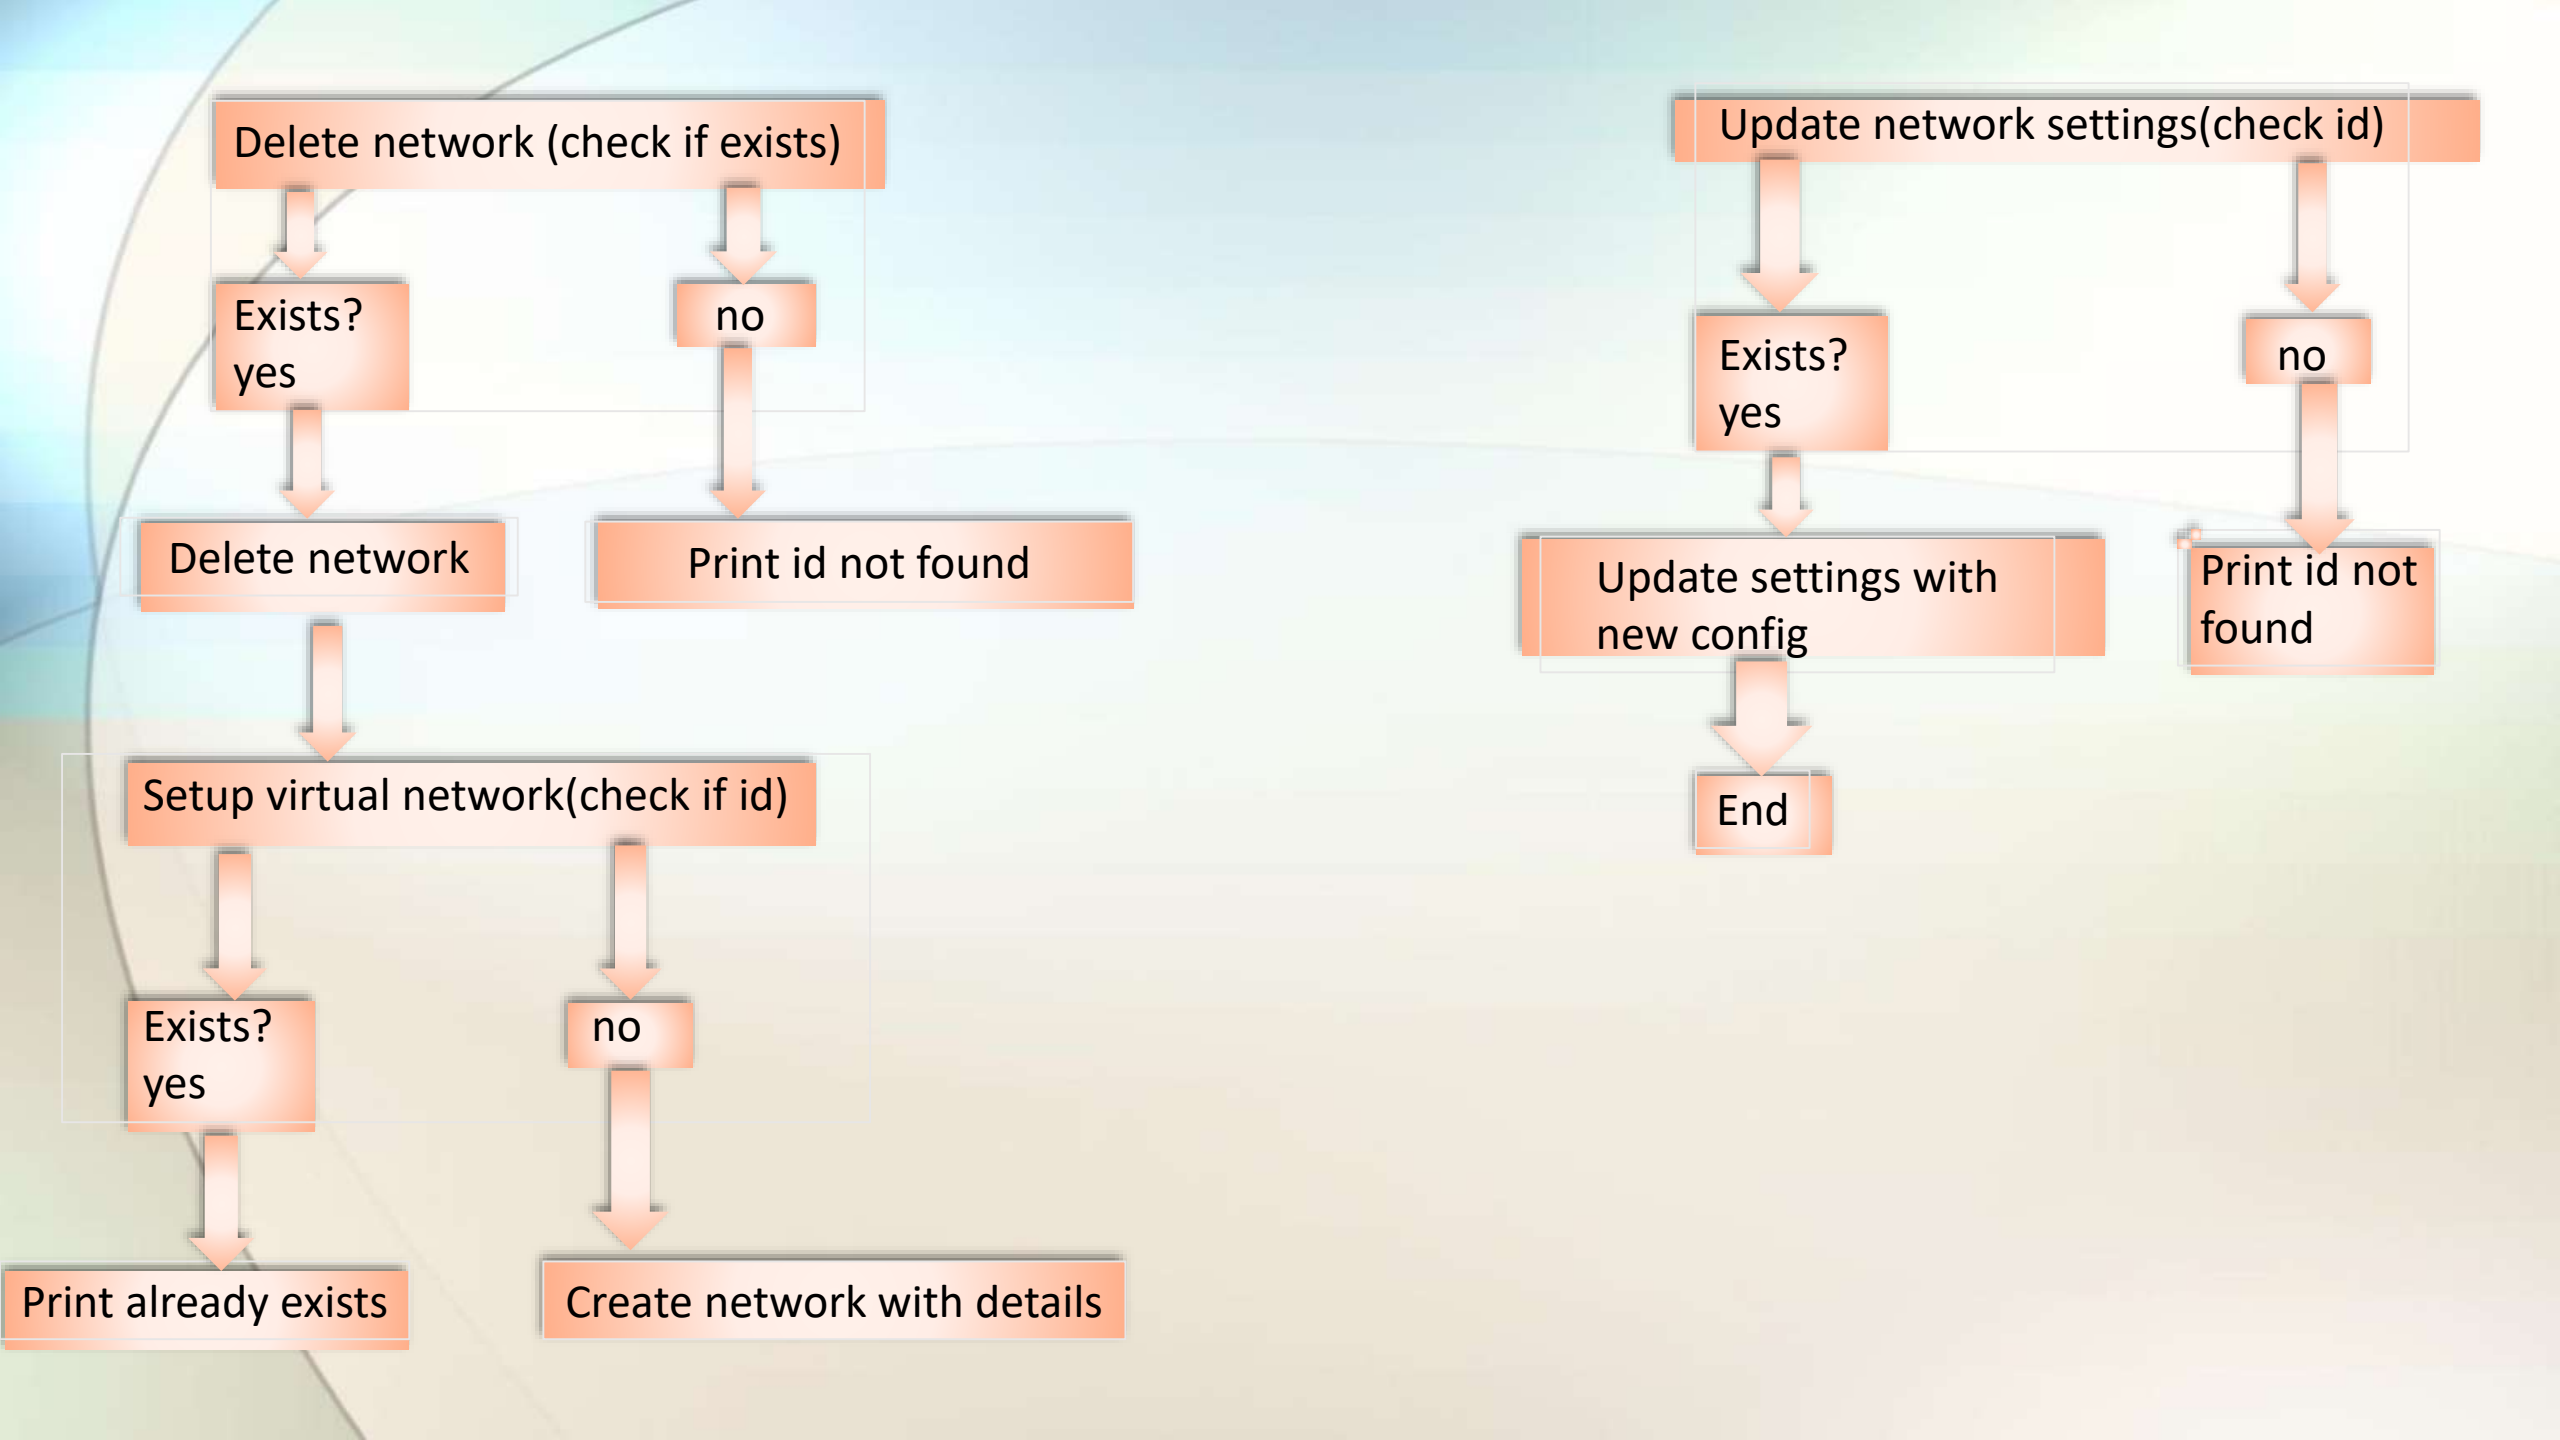 Delete network (check if exists)
Exists?
yes
no
Delete network
Print id not found
Setup virtual network(check if id)
Exists?
yes
no
Print already exists
Create network with details
Update network settings(check id)
Exists?
yes
no
Update settings with
new config
Print id not
found
End